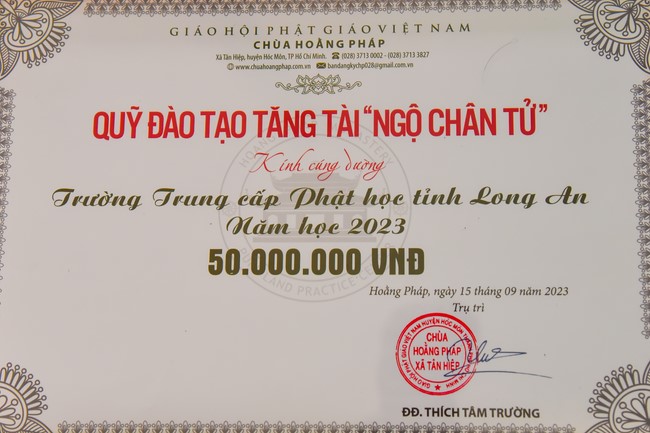 GIÁO HỘI PHẬT GIÁO VIỆT NAM
CHÙA HOẰNG PHÁP
Xã Tân Hiệp, huyện Hóc Môn, TP Hồ Chí Minh. ☎ (028) 3713 0002 - (028) 3713 3827
www.chuahoangphap.com.vn ✉ bandangkychp028@gmail.com.vn
QUỸ ĐÀO TẠO TĂNG TÀI “NGỘ CHÂN TỬ”
Kính cúng dường
Trường Trung cấp Phật học tỉnh Long An
Năm học 2023
50.000.000 VNĐ
Hoằng Pháp, ngày 15 tháng 09 năm 2023
Trụ trì
CHÙA
HOẰNG PHÁP
XÃ TÂN HIỆP
ĐĐ. THÍCH TÂM TRƯỜNG